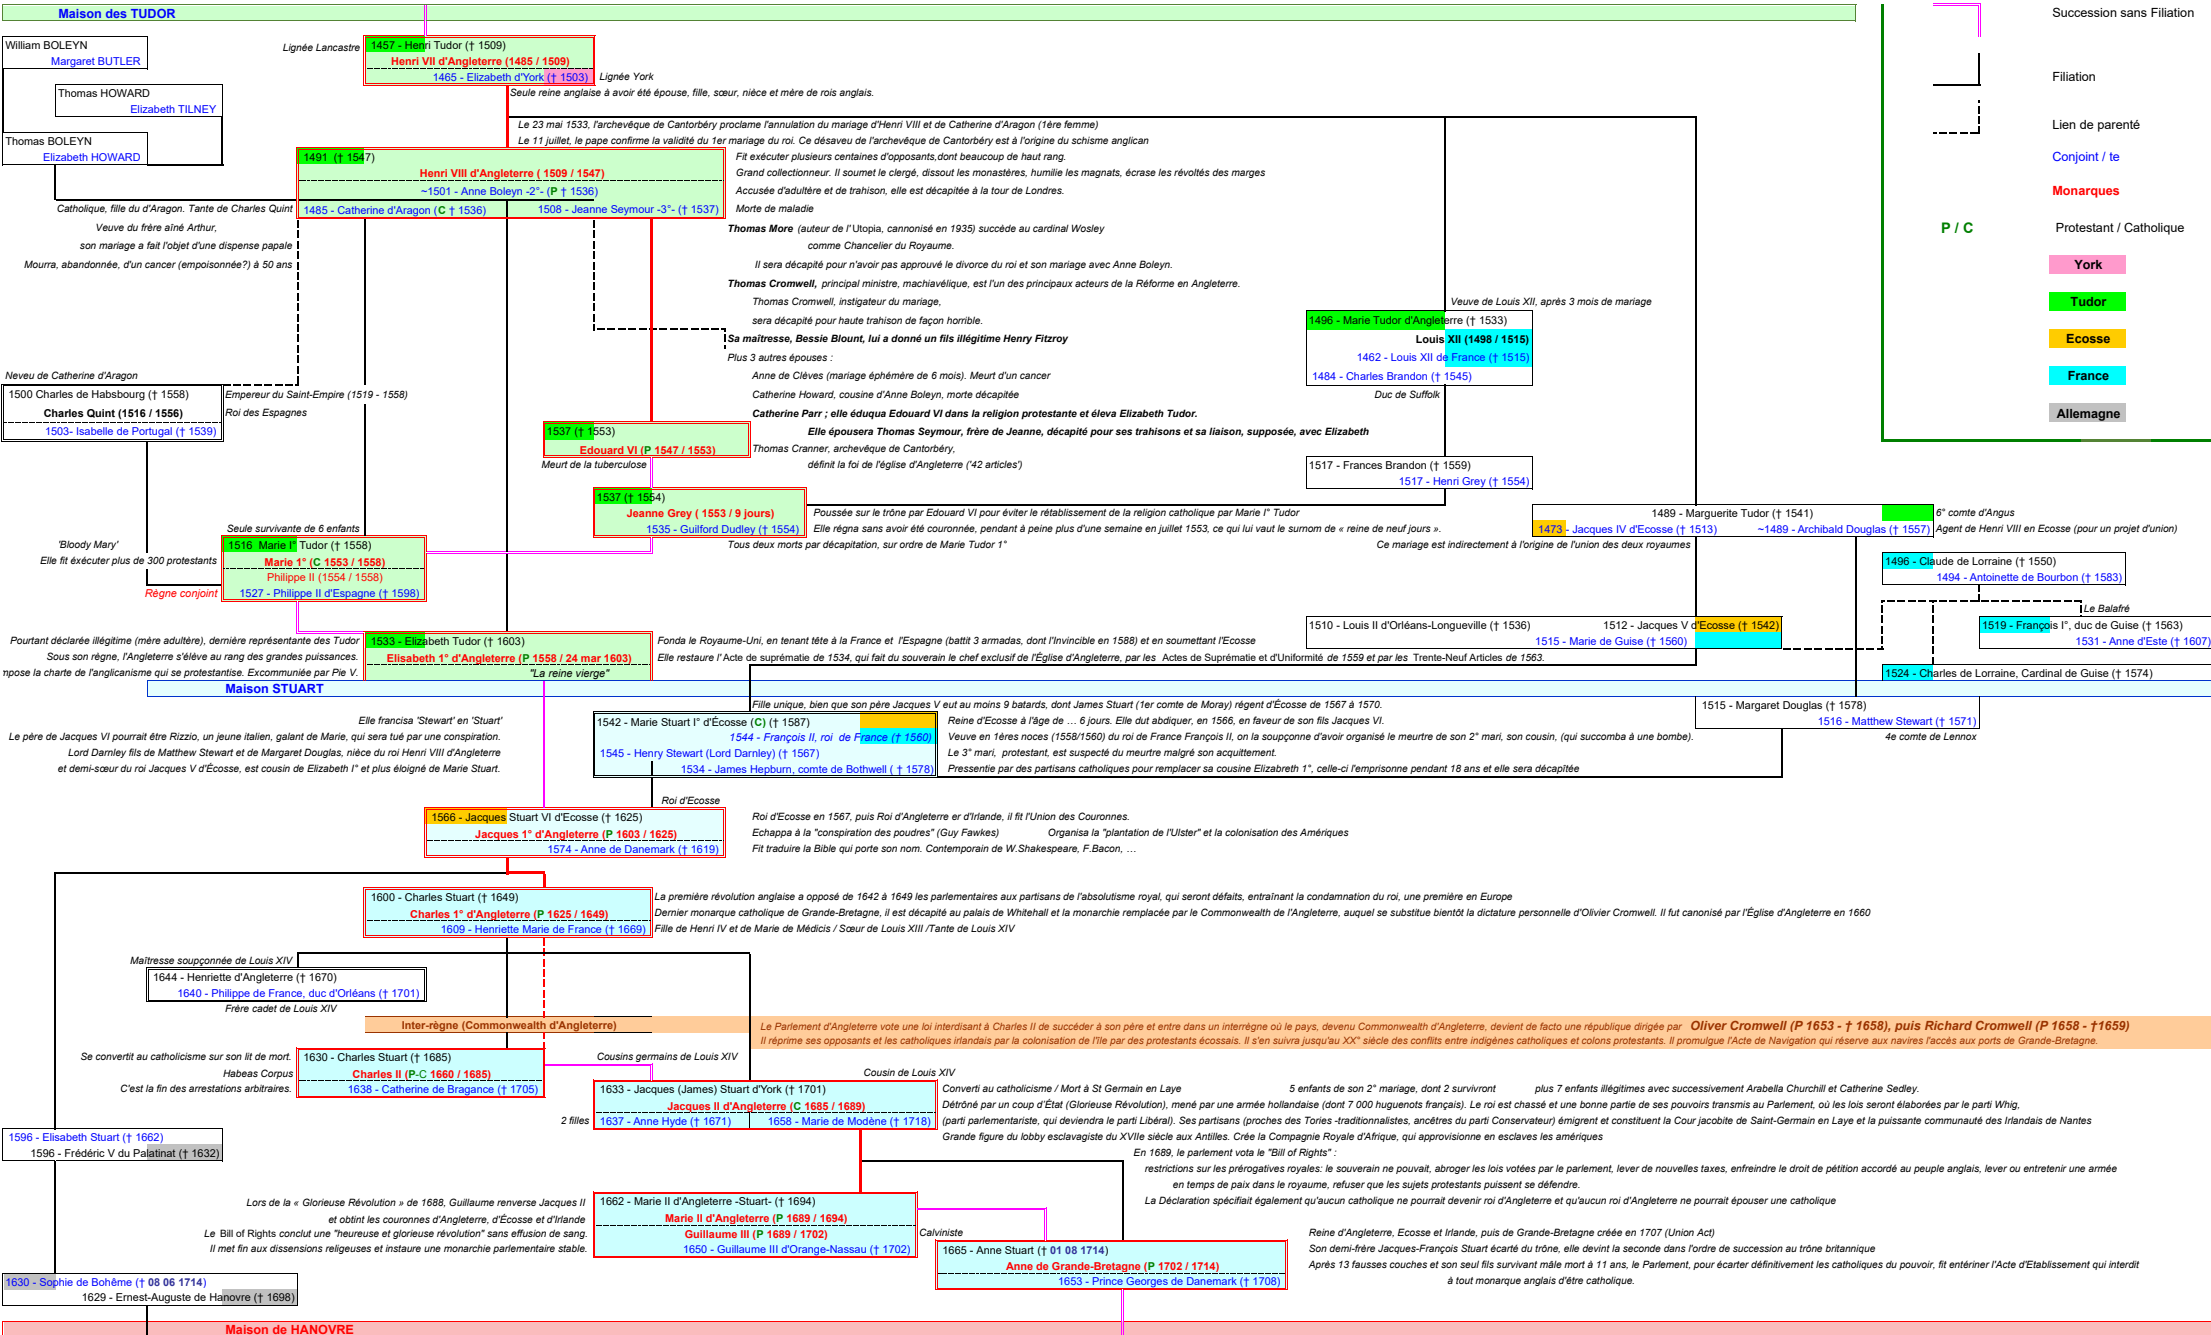 Maison des TUDOR
Succession sans Filiation
William BOLEYN
Margaret BUTLER
Lignée Lancastre
1457 - Henri Tudor († 1509)
Henri VII d'Angleterre (1485 / 1509)
1465 - Elizabeth d'York († 1503)
Lignée York
Filiation
Thomas HOWARD
Elizabeth TILNEY
Seule reine anglaise à avoir été épouse, fille, sœur, nièce et mère de rois anglais.
Lien de parenté
Thomas BOLEYN
Elizabeth HOWARD
Le 23 mai 1533, l'archevêque de Cantorbéry proclame l'annulation du mariage d'Henri VIII et de Catherine d'Aragon (1ère femme)
Le 11 juillet, le pape confirme la validité du 1er mariage du roi. Ce désaveu de l'archevêque de Cantorbéry est à l'origine du schisme anglican
Conjoint / te
Monarques
P / C
Protestant / Catholique
York
Tudor
Ecosse
France
Allemagne
1491 († 1547)
Henri VIII d'Angleterre ( 1509 / 1547)
~1501 - Anne Boleyn -2°- (P † 1536)
1485 - Catherine d'Aragon (C † 1536)
1508 - Jeanne Seymour -3°- († 1537)
Fit exécuter plusieurs centaines d'opposants,dont beaucoup de haut rang.
Grand collectionneur. Il soumet le clergé, dissout les monastères, humilie les magnats, écrase les révoltés des marges
Accusée d'adultère et de trahison, elle est décapitée à la tour de Londres.
Morte de maladie
Catholique, fille du d'Aragon. Tante de Charles Quint
Veuve du frère aîné Arthur,
son mariage a fait l'objet d'une dispense papale
Mourra, abandonnée, d'un cancer (empoisonnée?) à 50 ans
Thomas More (auteur de l'Utopia, cannonisé en 1935) succède au cardinal Wosley
comme Chancelier du Royaume.
Il sera décapité pour n'avoir pas approuvé le divorce du roi et son mariage avec Anne Boleyn.
Thomas Cromwell, principal ministre, machiavélique, est l'un des principaux acteurs de la Réforme en Angleterre.
Thomas Cromwell, instigateur du mariage,
sera décapité pour haute trahison de façon horrible.
Sa maîtresse, Bessie Blount, lui a donné un fils illégitime Henry Fitzroy
Plus 3 autres épouses :
Anne de Clèves (mariage éphémère de 6 mois). Meurt d'un cancer
Catherine Howard, cousine d'Anne Boleyn, morte décapitée
Catherine Parr ; elle éduqua Edouard VI dans la religion protestante et éleva Elizabeth Tudor.
Elle épousera Thomas Seymour, frère de Jeanne, décapité pour ses trahisons et sa liaison, supposée, avec Elizabeth
Thomas Cranner, archevêque de Cantorbéry,
définit la foi de l'église d'Angleterre ('42 articles')
Veuve de Louis XII, après 3 mois de mariage
1496 - Marie Tudor d'Angleterre († 1533)
Louis XII (1498 / 1515)
1462 - Louis XII de France († 1515)
1484 - Charles Brandon († 1545)
Duc de Suffolk
Neveu de Catherine d'Aragon
1500 Charles de Habsbourg († 1558)
Charles Quint (1516 / 1556)
1503- Isabelle de Portugal († 1539)
Empereur du Saint-Empire (1519 - 1558)
Roi des Espagnes
1537 († 1553)
Edouard VI (P 1547 / 1553)
Meurt de la tuberculose
1517 - Frances Brandon († 1559)
1517 - Henri Grey († 1554)
1537 († 1554)
Jeanne Grey ( 1553 / 9 jours)
1535 - Guilford Dudley († 1554)
Poussée sur le trône par Edouard VI pour éviter le rétablissement de la religion catholique par Marie I° Tudor
Elle régna sans avoir été couronnée, pendant à peine plus d'une semaine en juillet 1553, ce qui lui vaut le surnom de « reine de neuf jours ».
Tous deux morts par décapitation, sur ordre de Marie Tudor 1°
1489 - Marguerite Tudor († 1541)
1473 - Jacques IV d'Ecosse († 1513)
~1489 - Archibald Douglas († 1557)
6° comte d'Angus
Agent de Henri VIII en Ecosse (pour un projet d'union)
Ce mariage est indirectement à l'origine de l'union des deux royaumes
Seule survivante de 6 enfants
'Bloody Mary'
Elle fit éxécuter plus de 300 protestants
Règne conjoint
1516 Marie I° Tudor († 1558)
Marie 1° (C 1553 / 1558)
Philippe II (1554 / 1558)
1527 - Philippe II d'Espagne († 1598)
1496 - Claude de Lorraine († 1550)
1494 - Antoinette de Bourbon († 1583)
Le Balafré
1519 - François I°, duc de Guise († 1563)
1531 - Anne d'Este († 1607)
1524 - Charles de Lorraine, Cardinal de Guise († 1574)
1510 - Louis II d'Orléans-Longueville († 1536)
1512 - Jacques V d'Ecosse († 1542)
1515 - Marie de Guise († 1560)
Pourtant déclarée illégitime (mère adultère), dernière représentante des Tudor
Sous son règne, l'Angleterre s'élève au rang des grandes puissances.
mpose la charte de l'anglicanisme qui se protestantise. Excommuniée par Pie V.
1533 - Elizabeth Tudor († 1603)
Elisabeth 1° d'Angleterre (P 1558 / 24 mar 1603)
"La reine vierge"
Fonda le Royaume-Uni, en tenant tête à la France et l'Espagne (battit 3 armadas, dont l'Invincible en 1588) et en soumettant l'Ecosse
Elle restaure l'Acte de suprématie de 1534, qui fait du souverain le chef exclusif de l'Église d'Angleterre, par les Actes de Suprématie et d'Uniformité de 1559 et par les Trente-Neuf Articles de 1563.
Maison STUART
Fille unique, bien que son père Jacques V eut au moins 9 batards, dont James Stuart (1er comte de Moray) régent d'Écosse de 1567 à 1570.
1515 - Margaret Douglas († 1578)
1516 - Matthew Stewart († 1571)
4e comte de Lennox
Elle francisa 'Stewart' en 'Stuart'
Le père de Jacques VI pourrait être Rizzio, un jeune italien, galant de Marie, qui sera tué par une conspiration.
Lord Darnley fils de Matthew Stewart et de Margaret Douglas, nièce du roi Henri VIII d'Angleterre
et demi-sœur du roi Jacques V d'Écosse, est cousin de Elizabeth I° et plus éloigné de Marie Stuart.
1542 - Marie Stuart I° d'Écosse (C) († 1587)
1544 - François II, roi de France († 1560)
1545 - Henry Stewart (Lord Darnley) († 1567)
1534 - James Hepburn, comte de Bothwell ( † 1578)
Reine d'Ecosse à l'âge de … 6 jours. Elle dut abdiquer, en 1566, en faveur de son fils Jacques VI.
Veuve en 1ères noces (1558/1560) du roi de France François II, on la soupçonne d'avoir organisé le meurtre de son 2° mari, son cousin, (qui succomba à une bombe).
Le 3° mari, protestant, est suspecté du meurtre malgré son acquittement.
Pressentie par des partisans catholiques pour remplacer sa cousine Elizabreth 1°, celle-ci l'emprisonne pendant 18 ans et elle sera décapîtée
Roi d'Ecosse
1566 - Jacques Stuart VI d'Ecosse († 1625)
Jacques 1° d'Angleterre (P 1603 / 1625)
1574 - Anne de Danemark († 1619)
Roi d'Ecosse en 1567, puis Roi d'Angleterre er d'Irlande, il fit l'Union des Couronnes.
Echappa à la "conspiration des poudres" (Guy Fawkes)
Organisa la "plantation de l'Ulster" et la colonisation des Amériques
Fit traduire la Bible qui porte son nom. Contemporain de W.Shakespeare, F.Bacon, …
1600 - Charles Stuart († 1649)
Charles 1° d'Angleterre (P 1625 / 1649)
1609 - Henriette Marie de France († 1669)
La première révolution anglaise a opposé de 1642 à 1649 les parlementaires aux partisans de l'absolutisme royal, qui seront défaits, entraînant la condamnation du roi, une première en Europe
Dernier monarque catholique de Grande-Bretagne, il est décapité au palais de Whitehall et la monarchie remplacée par le Commonwealth de l'Angleterre, auquel se substitue bientôt la dictature personnelle d'Olivier Cromwell. Il fut canonisé par l'Église d'Angleterre en 1660
Fille de Henri IV et de Marie de Médicis / Sœur de Louis XIII /Tante de Louis XIV
Maîtresse soupçonnée de Louis XIV
1644 - Henriette d'Angleterre († 1670)
1640 - Philippe de France, duc d'Orléans († 1701)
Frère cadet de Louis XIV
Inter-règne (Commonwealth d'Angleterre)
Le Parlement d'Angleterre vote une loi interdisant à Charles II de succéder à son père et entre dans un interrègne où le pays, devenu Commonwealth d'Angleterre, devient de facto une république dirigée par Oliver Cromwell (P 1653 - † 1658), puis Richard Cromwell (P 1658 - †1659)
Il réprime ses opposants et les catholiques irlandais par la colonisation de l'île par des protestants écossais. Il s'en suivra jusqu'au XX° siècle des conflits entre indigènes catholiques et colons protestants. Il promulgue l'Acte de Navigation qui réserve aux navires l'accès aux ports de Grande-Bretagne.
Se convertit au catholicisme sur son lit de mort.
Habeas Corpus
C'est la fin des arrestations arbitraires.
1630 - Charles Stuart († 1685)
Charles II (P-C 1660 / 1685)
1638 - Catherine de Bragance († 1705)
Cousins germains de Louis XIV
Cousin de Louis XIV
2 filles
1633 - Jacques (James) Stuart d'York († 1701)
Jacques II d'Angleterre (C 1685 / 1689)
1637 - Anne Hyde († 1671)
1658 - Marie de Modène († 1718)
Converti au catholicisme / Mort à St Germain en Laye
5 enfants de son 2° mariage, dont 2 survivront
plus 7 enfants illégitimes avec successivement Arabella Churchill et Catherine Sedley.
Détrôné par un coup d'État (Glorieuse Révolution), mené par une armée hollandaise (dont 7 000 huguenots français). Le roi est chassé et une bonne partie de ses pouvoirs transmis au Parlement, où les lois seront élaborées par le parti Whig,
(parti parlementariste, qui deviendra le parti Libéral). Ses partisans (proches des Tories -traditionnalistes, ancêtres du parti Conservateur) émigrent et constituent la Cour jacobite de Saint-Germain en Laye et la puissante communauté des Irlandais de Nantes
Grande figure du lobby esclavagiste du XVIIe siècle aux Antilles. Crée la Compagnie Royale d'Afrique, qui approvisionne en esclaves les amériques
1596 - Elisabeth Stuart († 1662)
1596 - Frédéric V du Palatinat († 1632)
En 1689, le parlement vota le "Bill of Rights" :
restrictions sur les prérogatives royales: le souverain ne pouvait, abroger les lois votées par le parlement, lever de nouvelles taxes, enfreindre le droit de pétition accordé au peuple anglais, lever ou entretenir une armée
en temps de paix dans le royaume, refuser que les sujets protestants puissent se défendre.
La Déclaration spécifiait également qu'aucun catholique ne pourrait devenir roi d'Angleterre et qu'aucun roi d'Angleterre ne pourrait épouser une catholique
Lors de la « Glorieuse Révolution » de 1688, Guillaume renverse Jacques II
et obtint les couronnes d'Angleterre, d'Écosse et d'Irlande
Le Bill of Rights conclut une "heureuse et glorieuse révolution" sans effusion de sang.
Il met fin aux dissensions religeuses et instaure une monarchie parlementaire stable.
1662 - Marie II d'Angleterre -Stuart- († 1694)
Marie II d'Angleterre (P 1689 / 1694)
Guillaume III (P 1689 / 1702)
1650 - Guillaume III d'Orange-Nassau († 1702)
Calviniste
1665 - Anne Stuart († 01 08 1714)
Anne de Grande-Bretagne (P 1702 / 1714)
1653 - Prince Georges de Danemark († 1708)
Reine d'Angleterre, Ecosse et Irlande, puis de Grande-Bretagne créée en 1707 (Union Act)
Son demi-frère Jacques-François Stuart écarté du trône, elle devint la seconde dans l'ordre de succession au trône britannique
Après 13 fausses couches et son seul fils survivant mâle mort à 11 ans, le Parlement, pour écarter définitivement les catholiques du pouvoir, fit entériner l'Acte d'Etablissement qui interdit
à tout monarque anglais d'être catholique.
1630 - Sophie de Bohême († 08 06 1714)
1629 - Ernest-Auguste de Hanovre († 1698)
Maison de HANOVRE